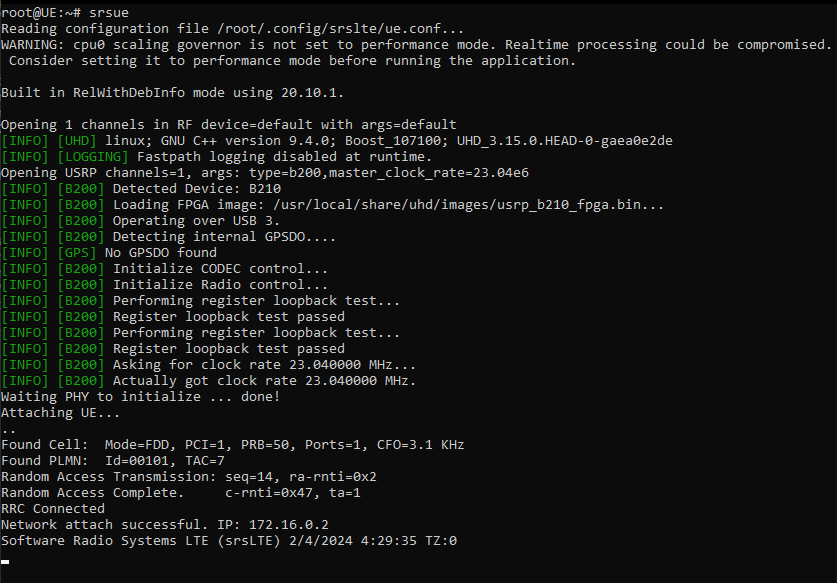 root@UE:~# srsue
Reading configuration file /root/.config/srslte/ue.conf...
WARNING: cpu0 scaling governor is not set to performance mode. Realtime processing could be compromised.
 Consider setting it to performance mode before running the application.
Built in RelWithDebInfo mode using 20.10.1.
Opening 1 channels in RF device=default with args=default
[INFO] [UHD] linux; GNU C++ version 9.4.0; Boost_107100; UHD_3.15.0.HEAD-0-gaea0e2de
[INFO] [LOGGING] Fastpath logging disabled at runtime.
Opening USRP channels=1, args: type=b200,master_clock_rate=23.04e6
[INFO] [B200] Detected Device: B210
[INFO] [B200] Loading FPGA image: /usr/local/share/uhd/images/usrp_b210_fpga.bin...
[INFO] [B200] Operating over USB 3.
[INFO] [B200] Detecting internal GPSDO....
[INFO] [GPS] No GPSDO found
[INFO] [B200] Initialize CODEC control...
[INFO] [B200] Initialize Radio control...
[INFO] [B200] Performing register loopback test...
[INFO] [B200] Register loopback test passed
[INFO] [B200] Performing register loopback test...
[INFO] [B200] Register loopback test passed
[INFO] [B200] Asking for clock rate 23.040000 MHz...
[INFO] [B200] Actually got clock rate 23.040000 MHz.
Waiting PHY to initialize ... done!
Attaching UE...
..
Found Cell:  Mode=FDD, PCI=1, PRB=50, Ports=1, CFO=3.1 KHz
Found PLMN:  Id=00101, TAC=7
Random Access Transmission: seq=14, ra-rnti=0x2
Random Access Complete.     c-rnti=0x47, ta=1
RRC Connected
Network attach successful. IP: 172.16.0.2
Software Radio Systems LTE (srsLTE) 2/4/2024 4:29:35 TZ:0